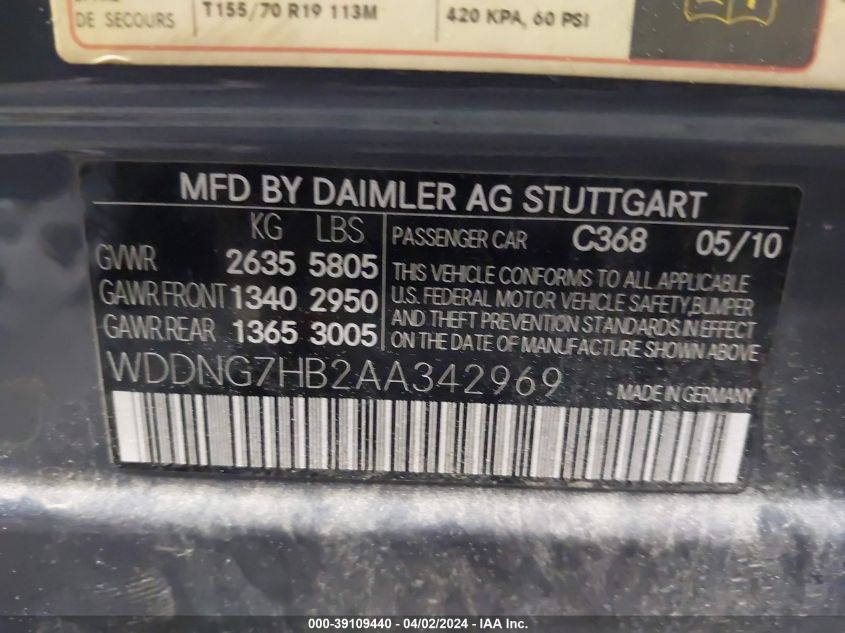 DE SECOURS T155/70 R19 113M 420 KPA, 60 PSI
MFD BY DAIMLER AG STUTTGART
KG LBS
GVWR 2635 5805
GAWR FRONT 1340 2950
GAWR.REAR 1365 3005
PASSENGER CAR C368 05/10
THIS VEHICLE CONFORMS TO ALL APPLICABLE
U.S. FEDERAL MOTOR VEHICLE SAFETY,BUMPER
AND THEFT PREVENTION STANDARDS IN EFFECT
ON THE DATE OF MANUFACTURE SHOWN ABOVE.
WDDNG7HB2AA342969 - MADE IN GERMANY
000-39109440 - 04/02/2024 - IAA Inc.